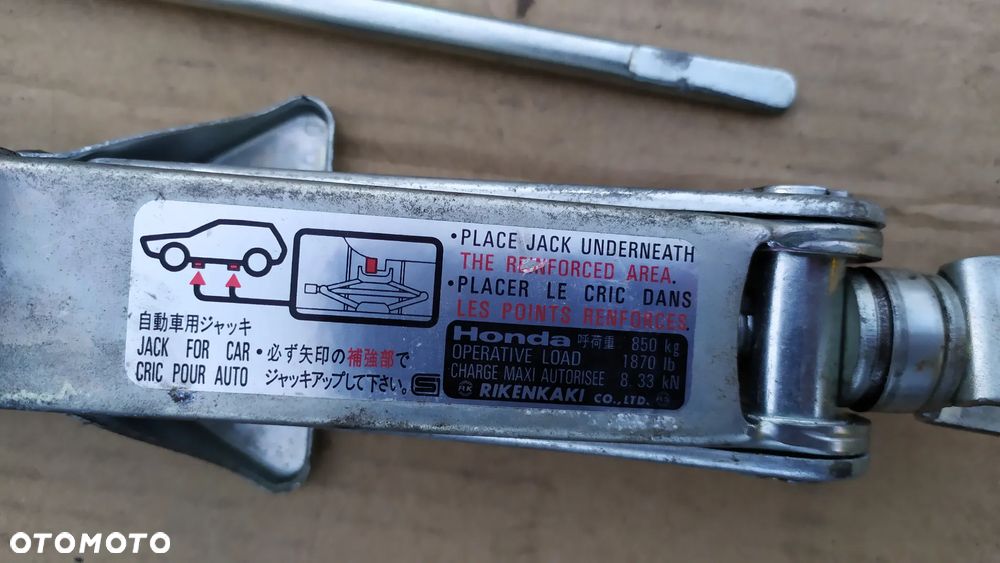 自動車用ジャッキ
JACK FOR CAR
CRIC POUR AUTO
・必ず矢印の補強部で
ジャッキアップして下さい。
・PLACE JACK UNDERNEATH
THE REINFORCED AREA.
・PLACER LE CRIC DANS
LES POINTS RENFORCES.
Honda 呼荷重 850 kg
OPERATIVE LOAD 1870 lb
CHARGE MAXI AUTORISEE 8.33 kN
RIKENKAKI CO.,LTD.
OTOMOTO